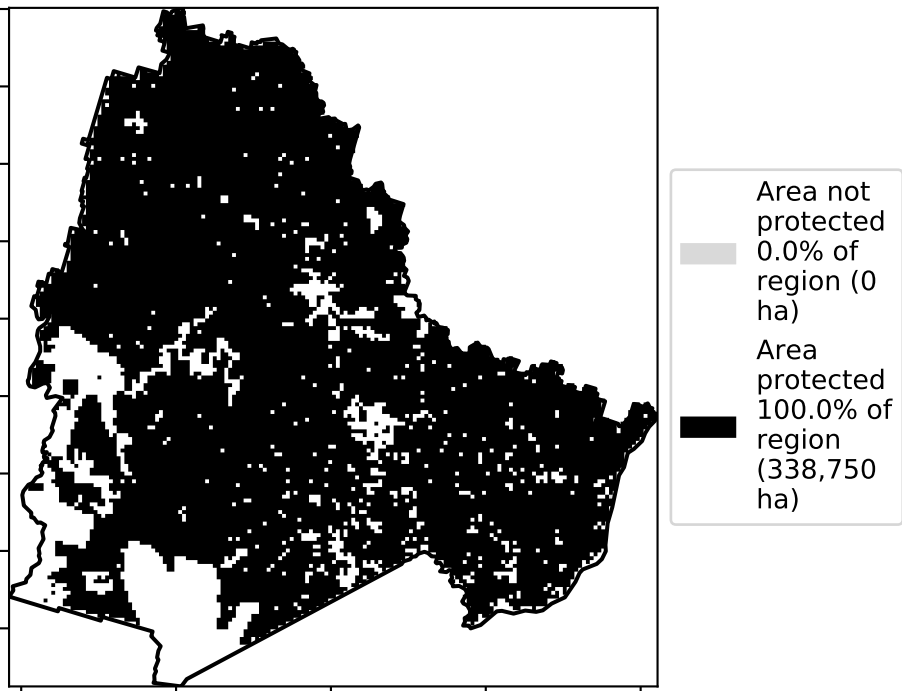 Area not
protected
0.0% of
region (0
ha)
Area
protected
100.0% of
region
(338,750
ha)